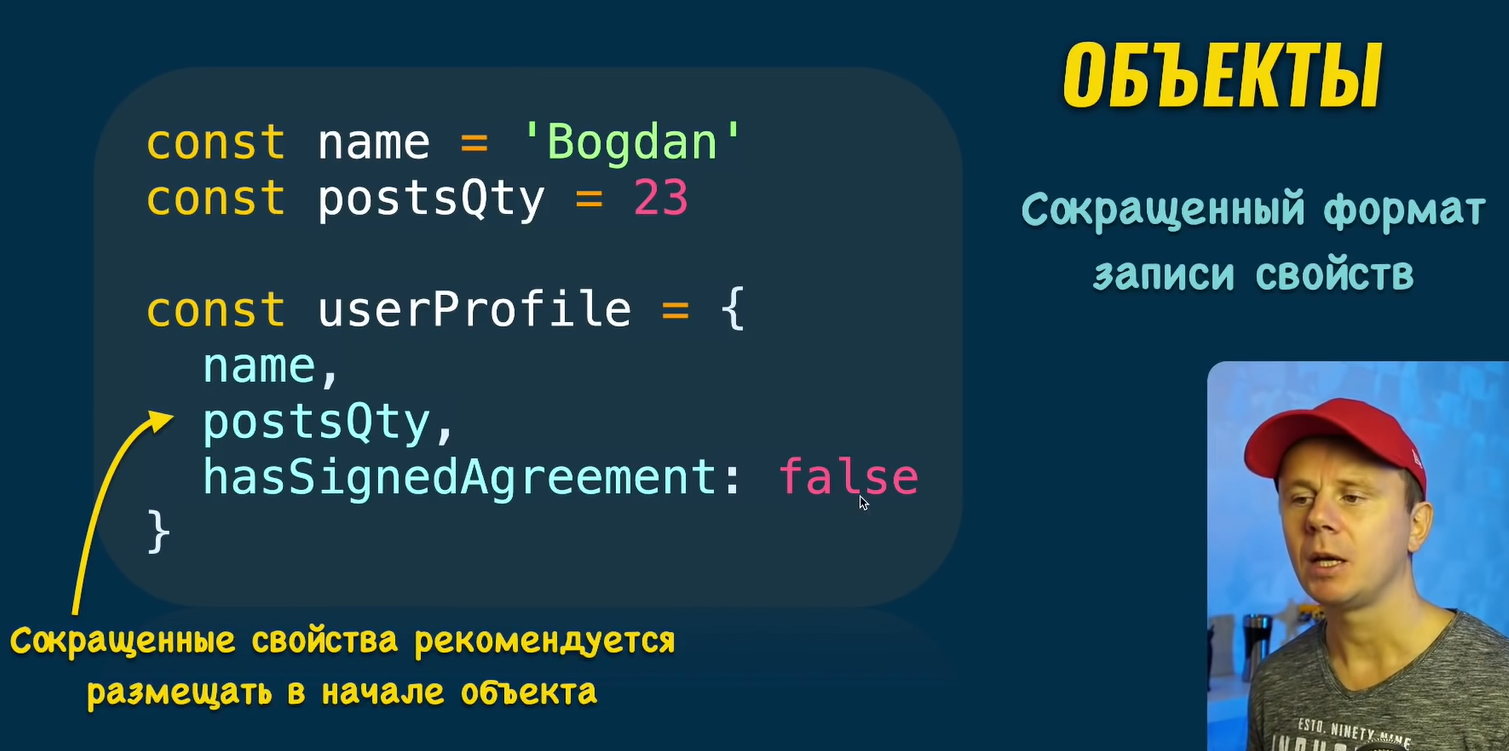 ОБЪЕКТЫ
Сокращенный формат
записи свойств
const name = 'Bogdan'
const postsQty = 23
const userProfile = {
name,
postsQty,
hasSignedAgreement: false
}
Сокращенные свойства рекомендуется
размещать в начале объекта
ESTD. NINETY NINE